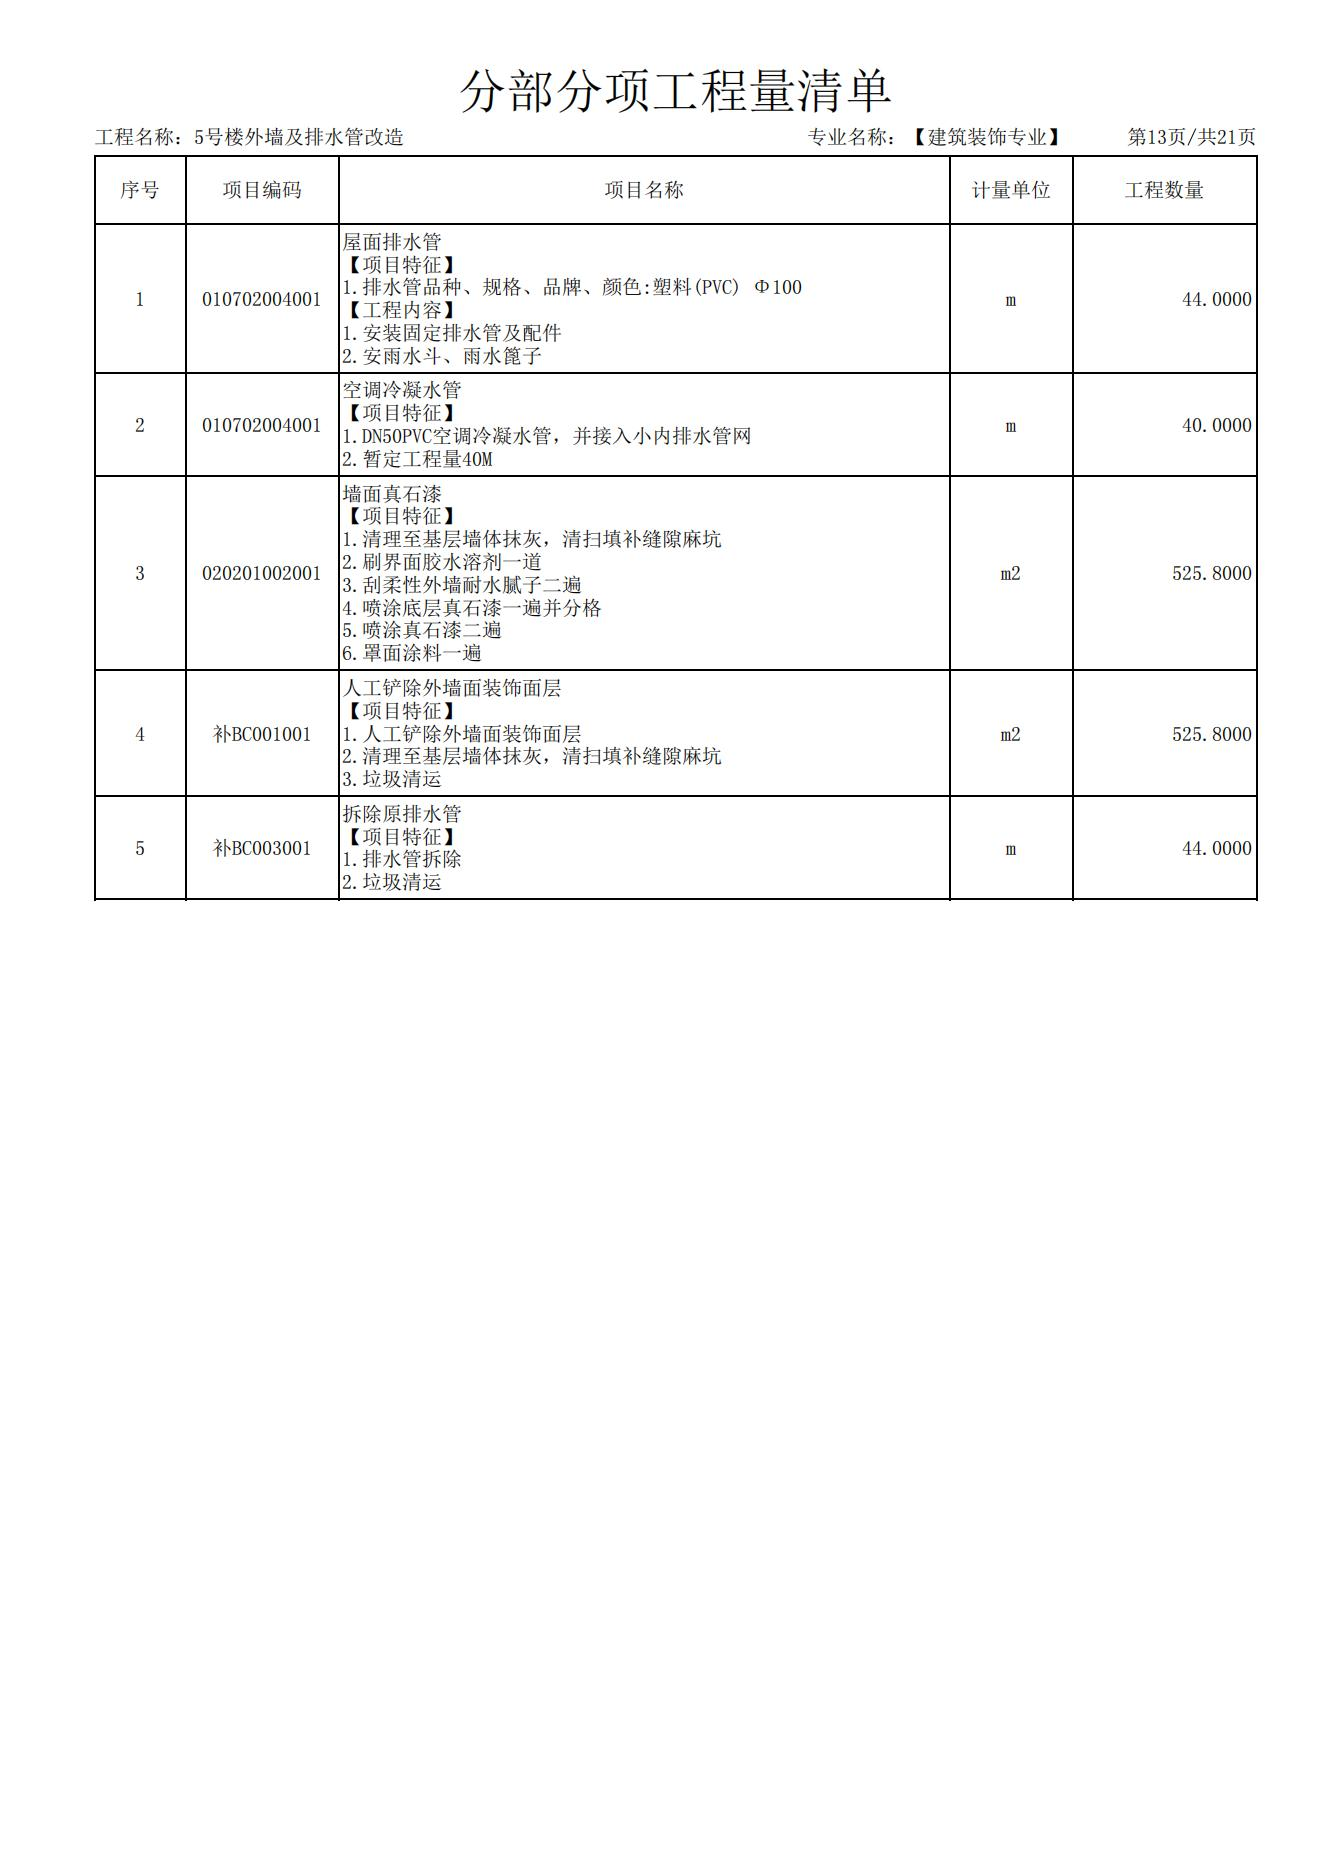 分部分项工程量清单
工程名称：5号楼外墙及排水管改造 专业名称：【建筑装饰专业】 第13页/共21页
序号 项目编码 项目名称 计量单位 工程数量
屋面排水管
【项目特征】
1.排水管品种、规格、品牌、颜色:塑料(PVC) Φ100
1 010702004001 m 44.0000
【工程内容】
1.安装固定排水管及配件
2.安雨水斗、雨水篦子
空调冷凝水管
【项目特征】
2 010702004001 m 40.0000
1.DN50PVC空调冷凝水管，并接入小内排水管网
2.暂定工程量40M
墙面真石漆
【项目特征】
1.清理至基层墙体抹灰，清扫填补缝隙麻坑
2.刷界面胶水溶剂一道
3 020201002001 m2 525.8000
3.刮柔性外墙耐水腻子二遍
4.喷涂底层真石漆一遍并分格
5.喷涂真石漆二遍
6.罩面涂料一遍
人工铲除外墙面装饰面层
【项目特征】
4 补BC001001 1.人工铲除外墙面装饰面层 m2 525.8000
2.清理至基层墙体抹灰，清扫填补缝隙麻坑
3.垃圾清运
拆除原排水管
【项目特征】
5 补BC003001 m 44.0000
1.排水管拆除
2.垃圾清运